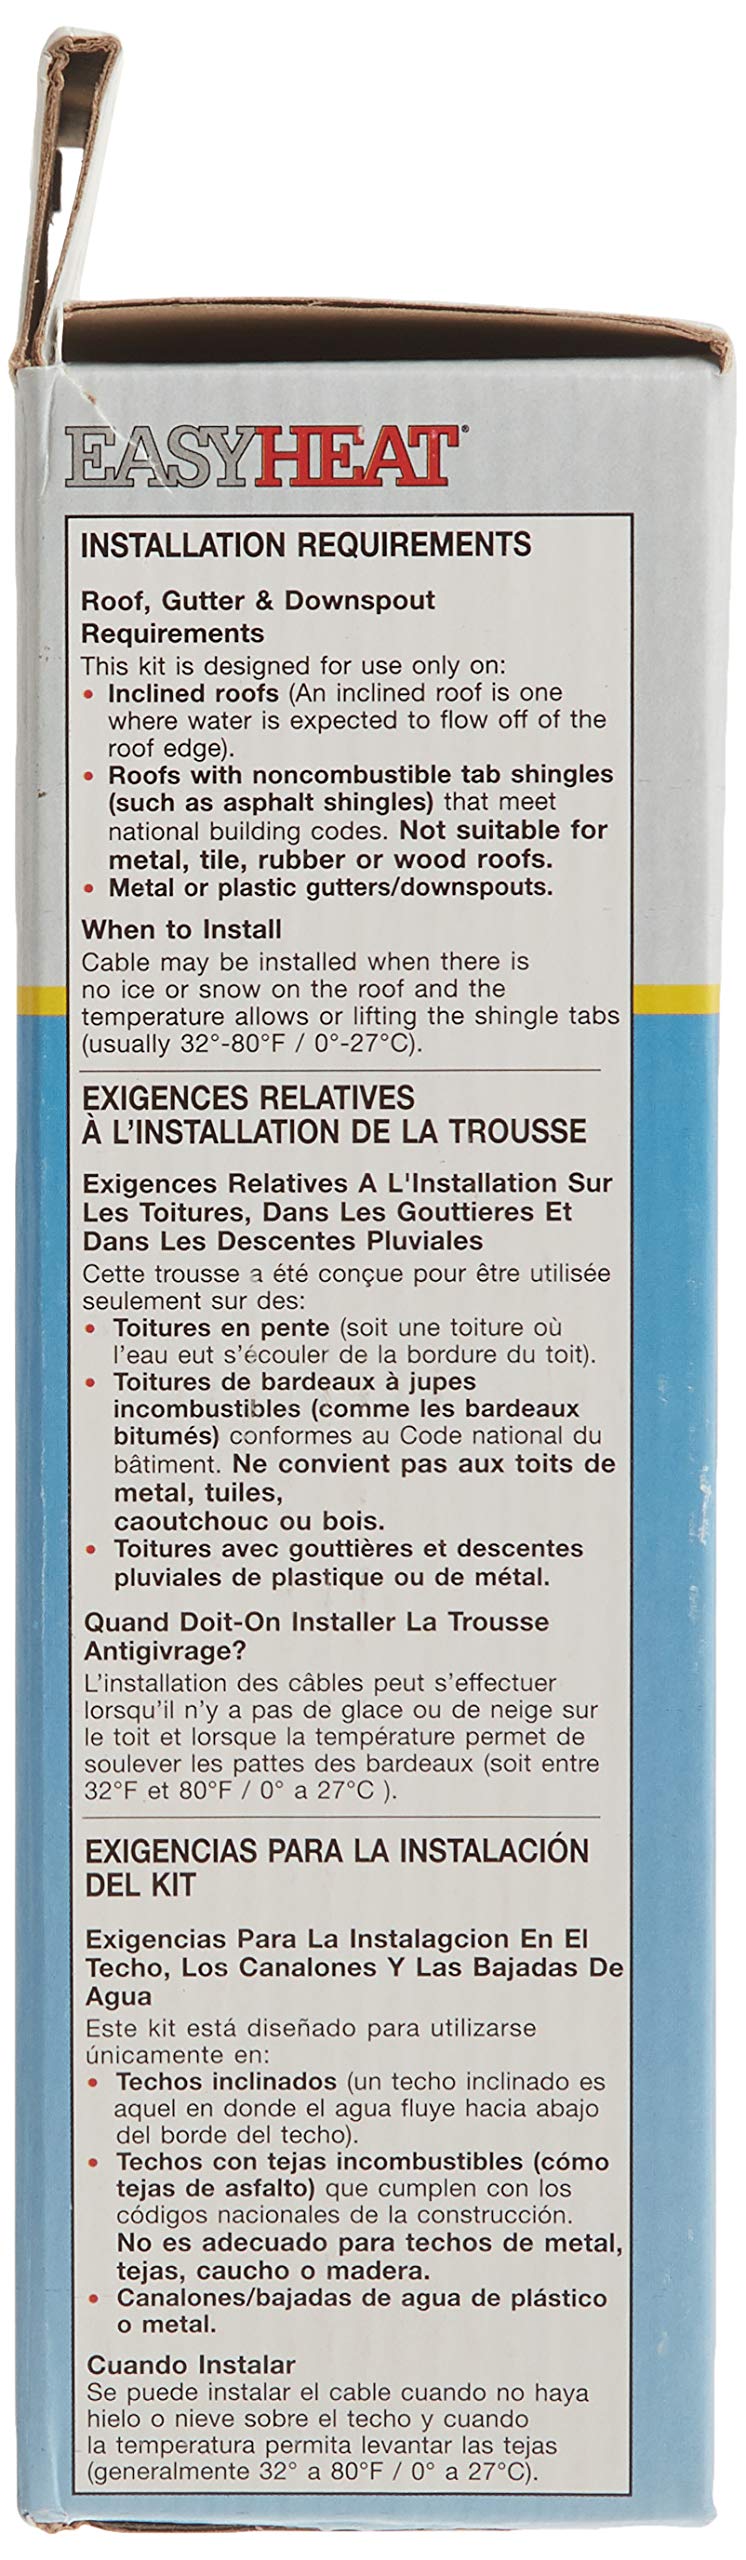 EASYHEAT®
INSTALLATION REQUIREMENTS
Roof, Gutter & Downspout
Requirements
This kit is designed for use only on:
• Inclined roofs (An inclined roof is one
where water is expected to flow off of the
roof edge).
• Roofs with noncombustible tab shingles
(such as asphalt shingles) that meet
national building codes. Not suitable for
metal, tile, rubber or wood roofs.
• Metal or plastic gutters/downspouts.
When to Install
Cable may be installed when there is
no ice or snow on the roof and the
temperature allows or lifting the shingle tabs
(usually 32°-80°F / 0°-27°C).
EXIGENCES RELATIVES
À L'INSTALLATION DE LA TROUSSE
Exigences Relatives A L'Installation Sur
Les Toitures, Dans Les Gouttieres Et
Dans Les Descentes Pluviales
Cette trousse a été conçue pour être utilisée
seulement sur des:
• Toitures en pente (soit une toiture où
l'eau eut s'écouler de la bordure du toit).
• Toitures de bardeaux à jupes
incombustibles (comme les bardeaux
bitumés) conformes au Code national du
bâtiment. Ne convient pas aux toits de
metal, tuiles,
caoutchouc ou bois.
• Toitures avec gouttières et descentes
pluviales de plastique ou de métal.
Quand Doit-On Installer La Trousse
Antigivrage?
L'installation des câbles peut s'effectuer
lorsqu'il n'y a pas de glace ou de neige sur
le toit et lorsque la température permet de
soulever les pattes des bardeaux (soit entre
32°F et 80°F / 0° a 27°C ).
EXIGENCIAS PARA LA INSTALACIÓN
DEL KIT
Exigencias Para La Instalagcion En El
Techo, Los Canalones Y Las Bajadas De
Agua
Este kit está diseñado para utilizarse
únicamente en:
• Techos inclinados (un techo inclinado es
aquel en donde el agua fluye hacia abajo
del borde del techo).
• Techos con tejas incombustibles (cómo
tejas de asfalto) que cumplen con los
códigos nacionales de la construcción.
No es adecuado para techos de metal,
tejas, caucho o madera.
• Canalones/bajadas de agua de plástico
o metal.
Cuando Instalar
Se puede instalar el cable cuando no haya
hielo o nieve sobre el techo y cuando
la temperatura permita levantar las tejas
(generalmente 32° a 80°F / 0° a 27°C).